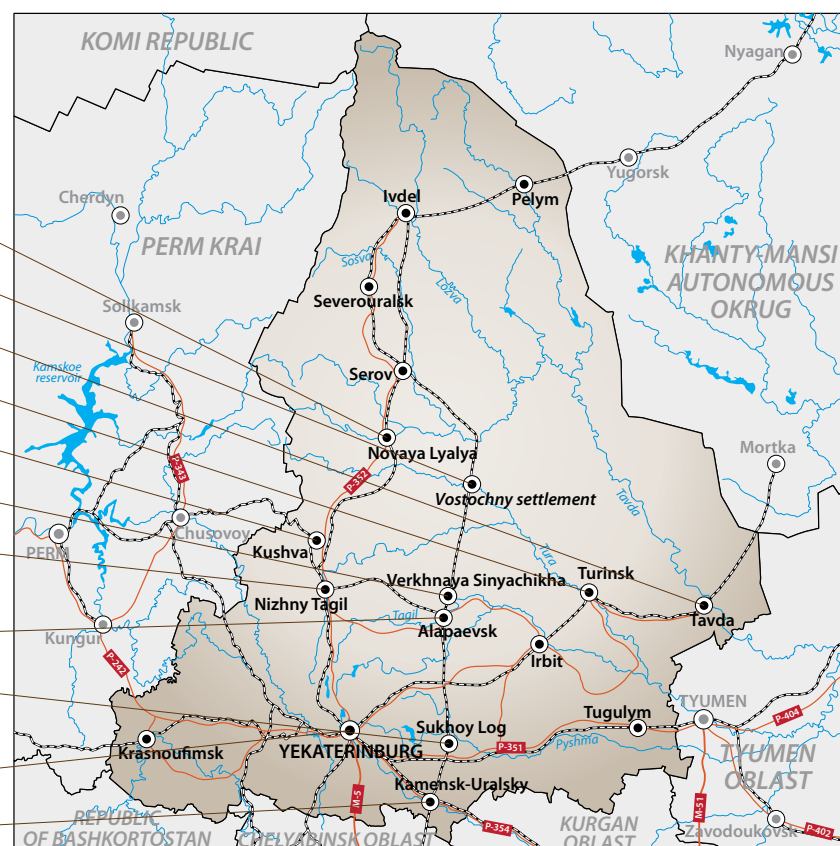 KOMI REPUBLIC
Nyagan
Yugorsk
Cherdyn
Ivdel
Pelym
PERM KRAI
KHANTY-MANSI
AUTONOMOUS
OKRUG
Sosva
Lozva
Severouralsk
Solikamsk
Kamskoe
reservoir
Serov
Novaya Lyalya
Mortka
P-343
P-352
Vostochny settlement
Tavda
Chusovoy
PERM
Kushva
Tura
Verkhnaya Sinyachikha
Turinsk
Nizhny Tagil
Tagil
Alapaevsk
Tavda
Kungur
P-242
Irbit
Tugulym
TYUMEN
P-404
Sukhoy Log
Krasnoufimsk
YEKATERINBURG
P-351
Pyshma
TYUMEN
OBLAST
Kamensk-Uralsky
M-5
M-51
REPUBLIC
OF BASHKORTOSTAN
CHELYABINSK OBLAST
P-354
KURGAN
OBLAST
Zavodoukovsk
P-402